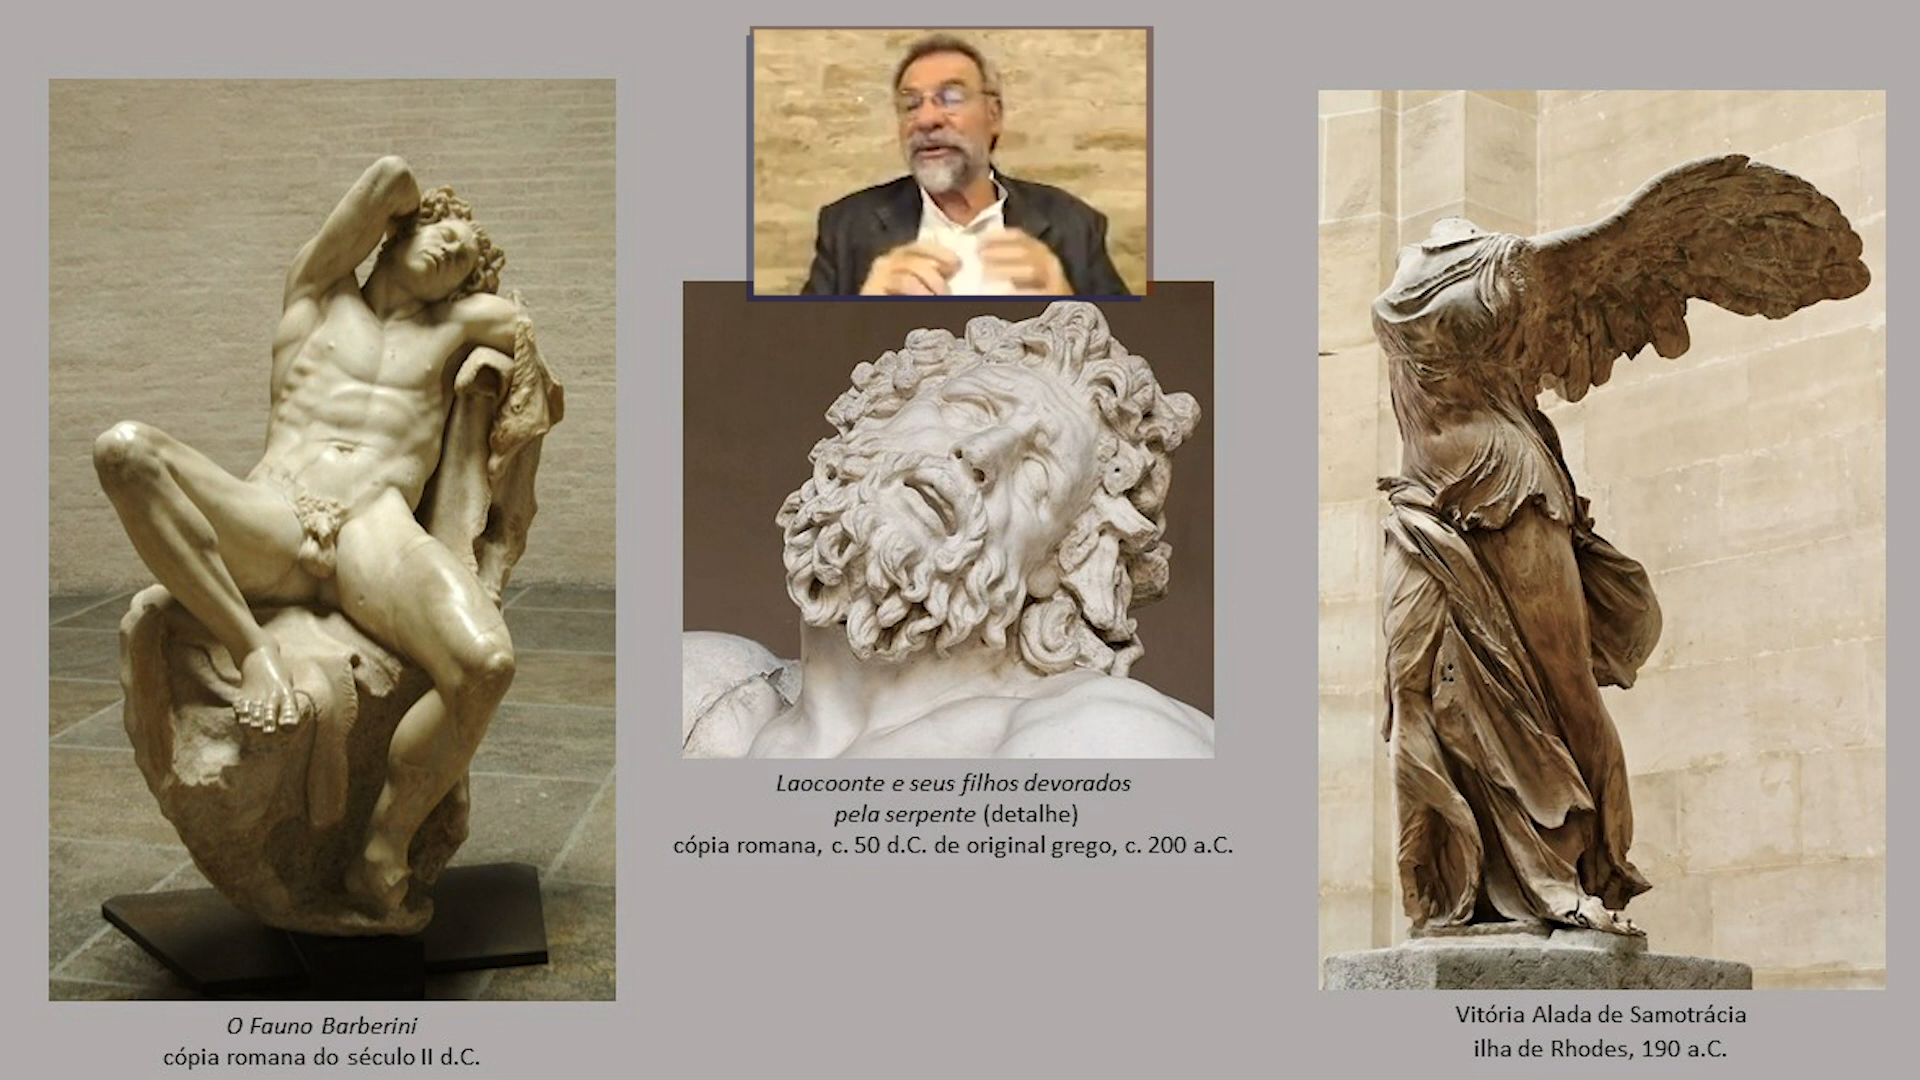 O Fauno Barberini
cópia romana do século II d.C.
Laocoonte e seus filhos devorados
pela serpente (detalhe)
cópia romana, c. 50 d.C. de original grego, c. 200 a.C.
Vitória Alada de Samotrácia
ilha de Rhodes, 190 a.C.